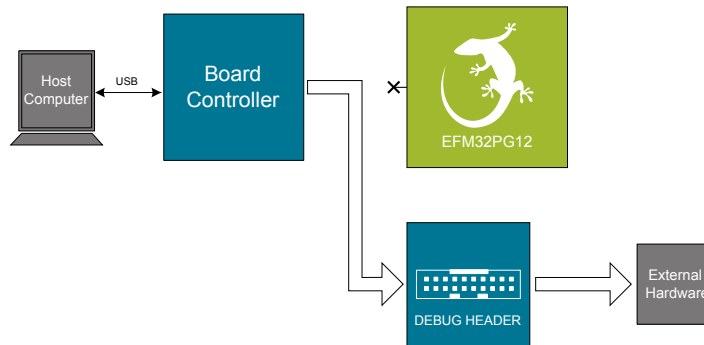 Host
Computer
USB
Board
Controller
EFM32PG12
DEBUG HEADER
External
Hardware